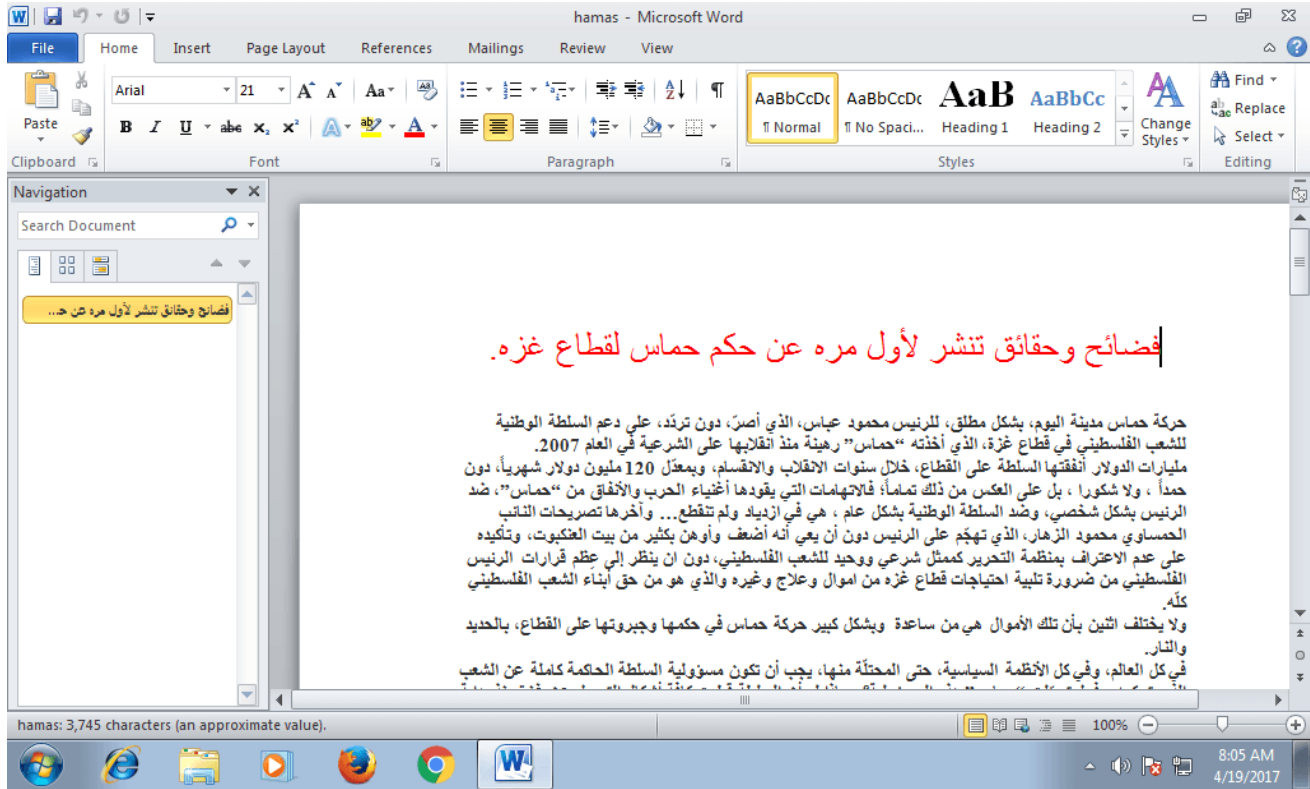 hamas - Microsoft Word
File Home Insert Page Layout References Mailings Review View
Paste
Clipboard
Arial 21
Font
Paragraph
AaBbCcDc AaBbCcDc AaB AaBbCc
¶ Normal ¶ No Spaci... Heading 1 Heading 2
Change Styles
Styles
Find
Replace
Select
Editing
Navigation
Search Document
فضائح وحقائق تنشر لأول مره عن حـ...
فضائح وحقائق تنشر لأول مره عن حكم حماس لقطاع غزه.
حركة حماس مدينة اليوم، بشكل مطلق، للرئيس محمود عباس، الذي أصرّ، دون تردّد، على دعم السلطة الوطنية
للشعب الفلسطيني في قطاع غزة، الذي أخذته “حماس” رهينة منذ انقلابها على الشرعية في العام 2007.
مليارات الدولار أنفقتها السلطة على القطاع، خلال سنوات الانقلاب والانقسام، وبمعدّل 120 مليون دولار شهرياً، دون
حمداً ، ولا شكورا ، بل على العكس من ذلك تماماً؛ فالاتهامات التي يقودها أغنياء الحرب والأنفاق من “حماس”، ضد
الرئيس بشكل شخصي، وضد السلطة الوطنية بشكل عام ، هي في ازدياد ولم تنقطع... وآخرها تصريحات النائب
الحمساوي محمود الزهار، الذي تهجّم على الرئيس دون أن يعي أنه أضعف وأوهن بكثير من بيت العنكبوت، وتأكيده
على عدم الاعتراف بمنظمة التحرير كممثل شرعي ووحيد للشعب الفلسطيني، دون ان ينظر إلى عِظم قرارات الرئيس
الفلسطيني من ضرورة تلبية احتياجات قطاع غزه من اموال وعلاج وغيره والذي هو من حق أبناء الشعب الفلسطيني
كلّه.
ولا يختلف اثنين بأن تلك الأموال هي من ساعدة وبشكل كبير حركة حماس في حكمها وجبروتها على القطاع، بالحديد
والنار.
في كل العالم، وفي كل الأنظمة السياسية، حتى المحتلّة منها، يجب أن تكون مسؤولية السلطة الحاكمة كاملة عن الشعب
hamas: 3,745 characters (an approximate value).
100%
8:05 AM
4/19/2017